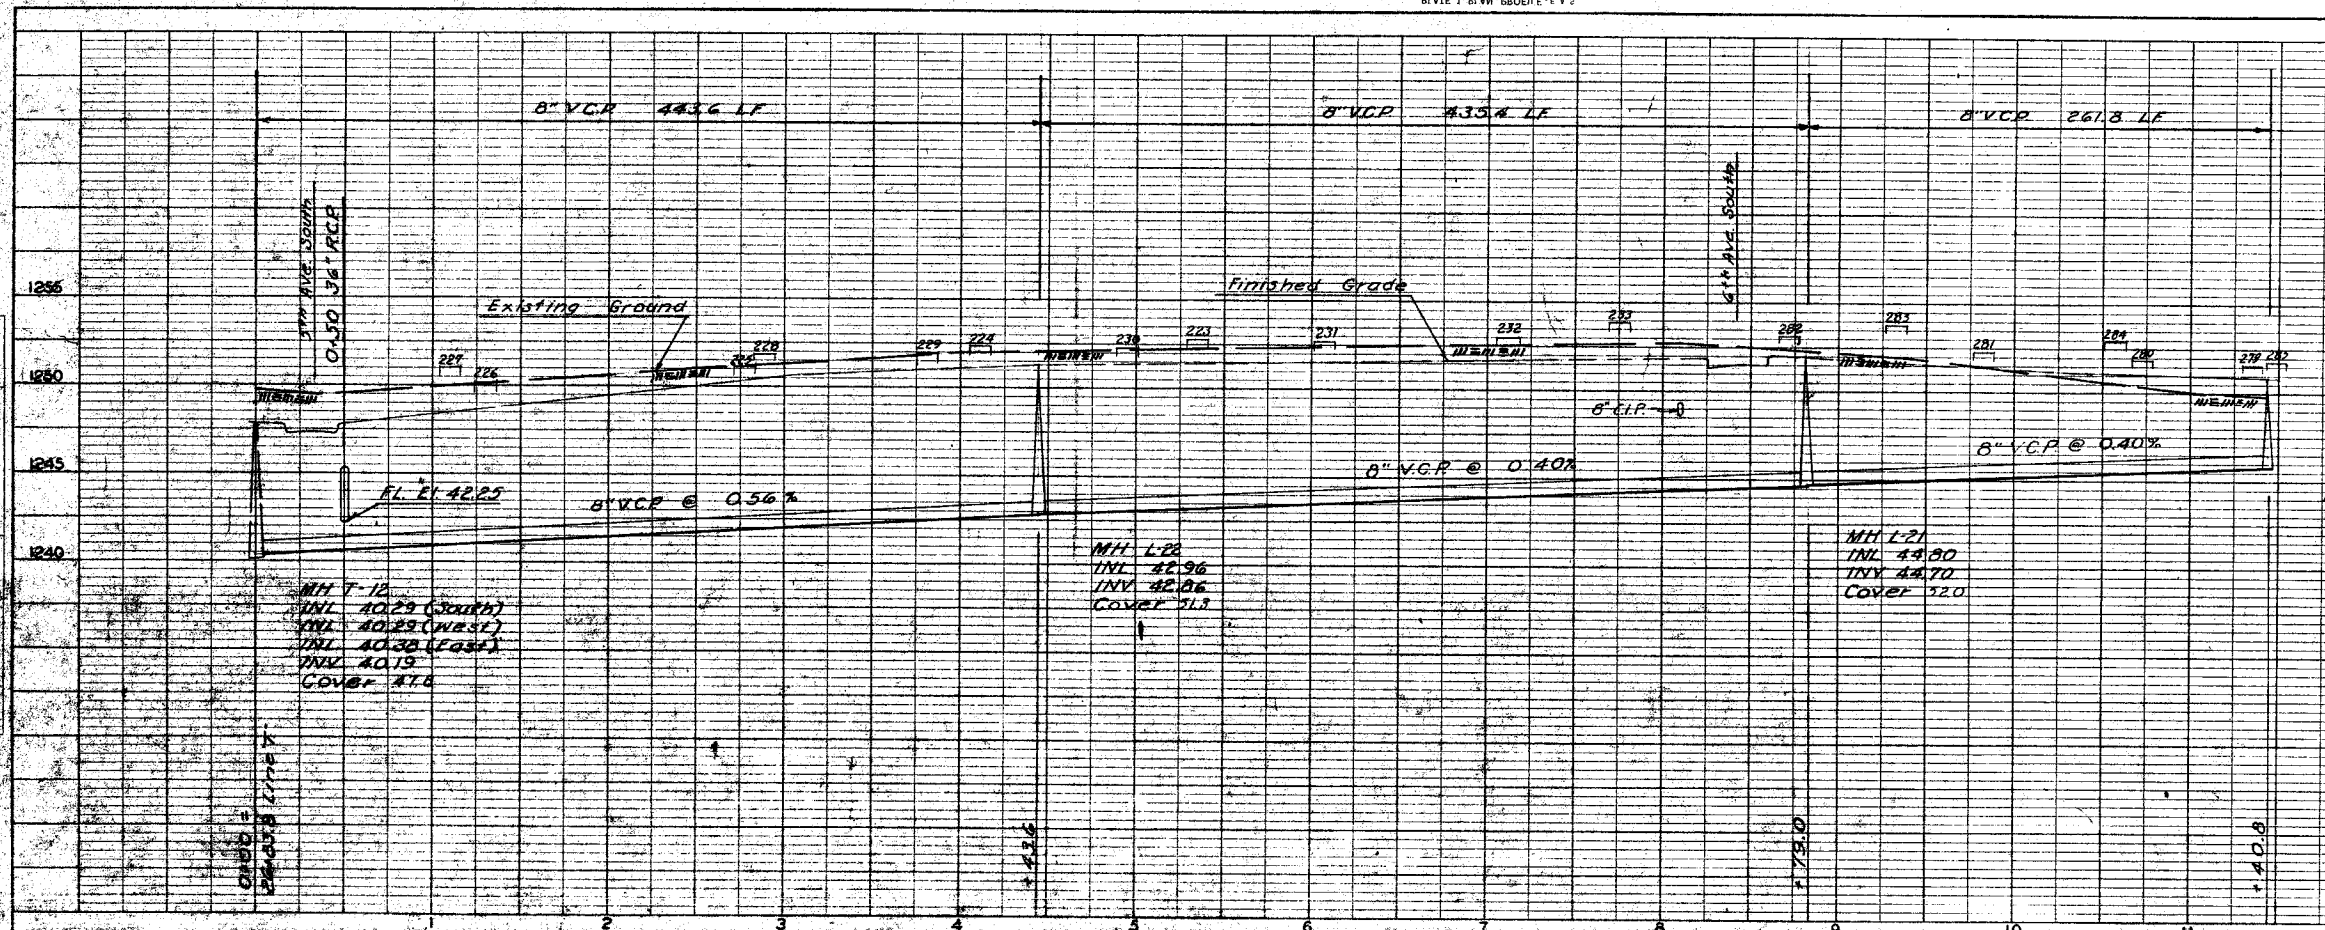 8" V.C.P. 443.6 LF
8" V.C.P. 435.4 LF
8" V.C.P. 261.8 LF
5TH AVE. South
0+50 36" R.C.P.
6TH Ave. South
1255
1250
1245
1240
Existing Ground
Finished Grade
227
226
228
229
224
230
223
231
232
233
282
283
281
284
280
279
285
8" C.I.P.
FL. El. 42.25
8" V.C.P. @ 0.56 %
8" V.C.P. @ 0.40%
8" V.C.P. @ 0.40%
MH T-12
INL 40.29 (South)
INL 40.29 (West)
INL 40.38 (East)
INV 40.19
Cover 47.8
MH L-22
INL 42.96
INV 42.86
Cover 51.3
MH L-21
INL 44.80
INV 44.70
Cover 52.0
0+00 =
Line T
+43.6
+79.0
+40.8
1
2
3
4
5
6
7
8
9
10
11